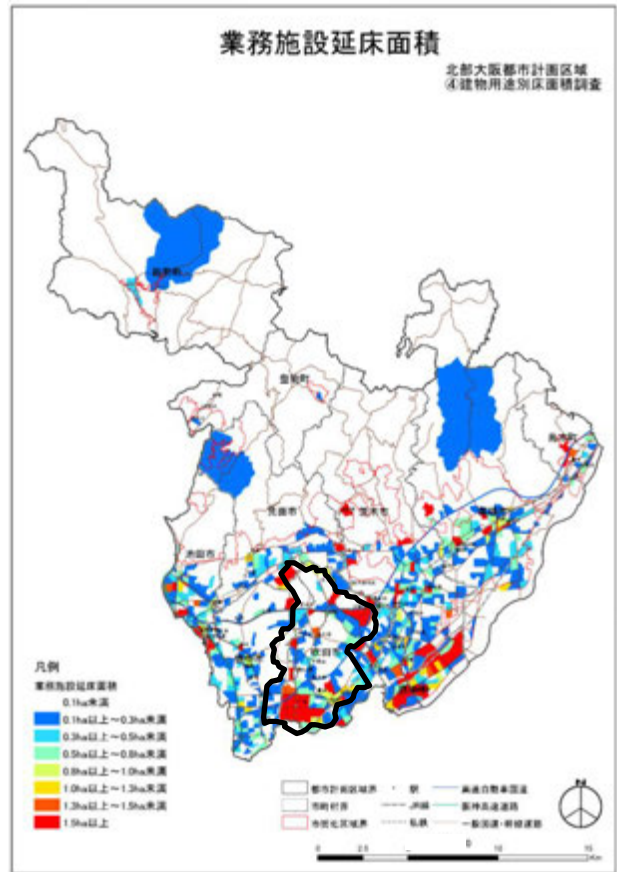 業務施設延床面積
北部大阪都市計画区域
④建物用途別床面積調査
能勢町
豊能町
島本町
箕面市
茨木市
高槻市
池田市
吹田市
凡例
業務施設延床面積
0.1ha未満
0.1ha以上～0.3ha未満
0.3ha以上～0.5ha未満
0.5ha以上～0.8ha未満
0.8ha以上～1.0ha未満
1.0ha以上～1.3ha未満
1.3ha以上～1.5ha未満
1.5ha以上
都市計画区域界
駅
高速自動車国道
市町村界
JR線
阪神高速道路
市街化区域界
私鉄
一般国道・幹線道路
N
0 2.5 10 15
Km